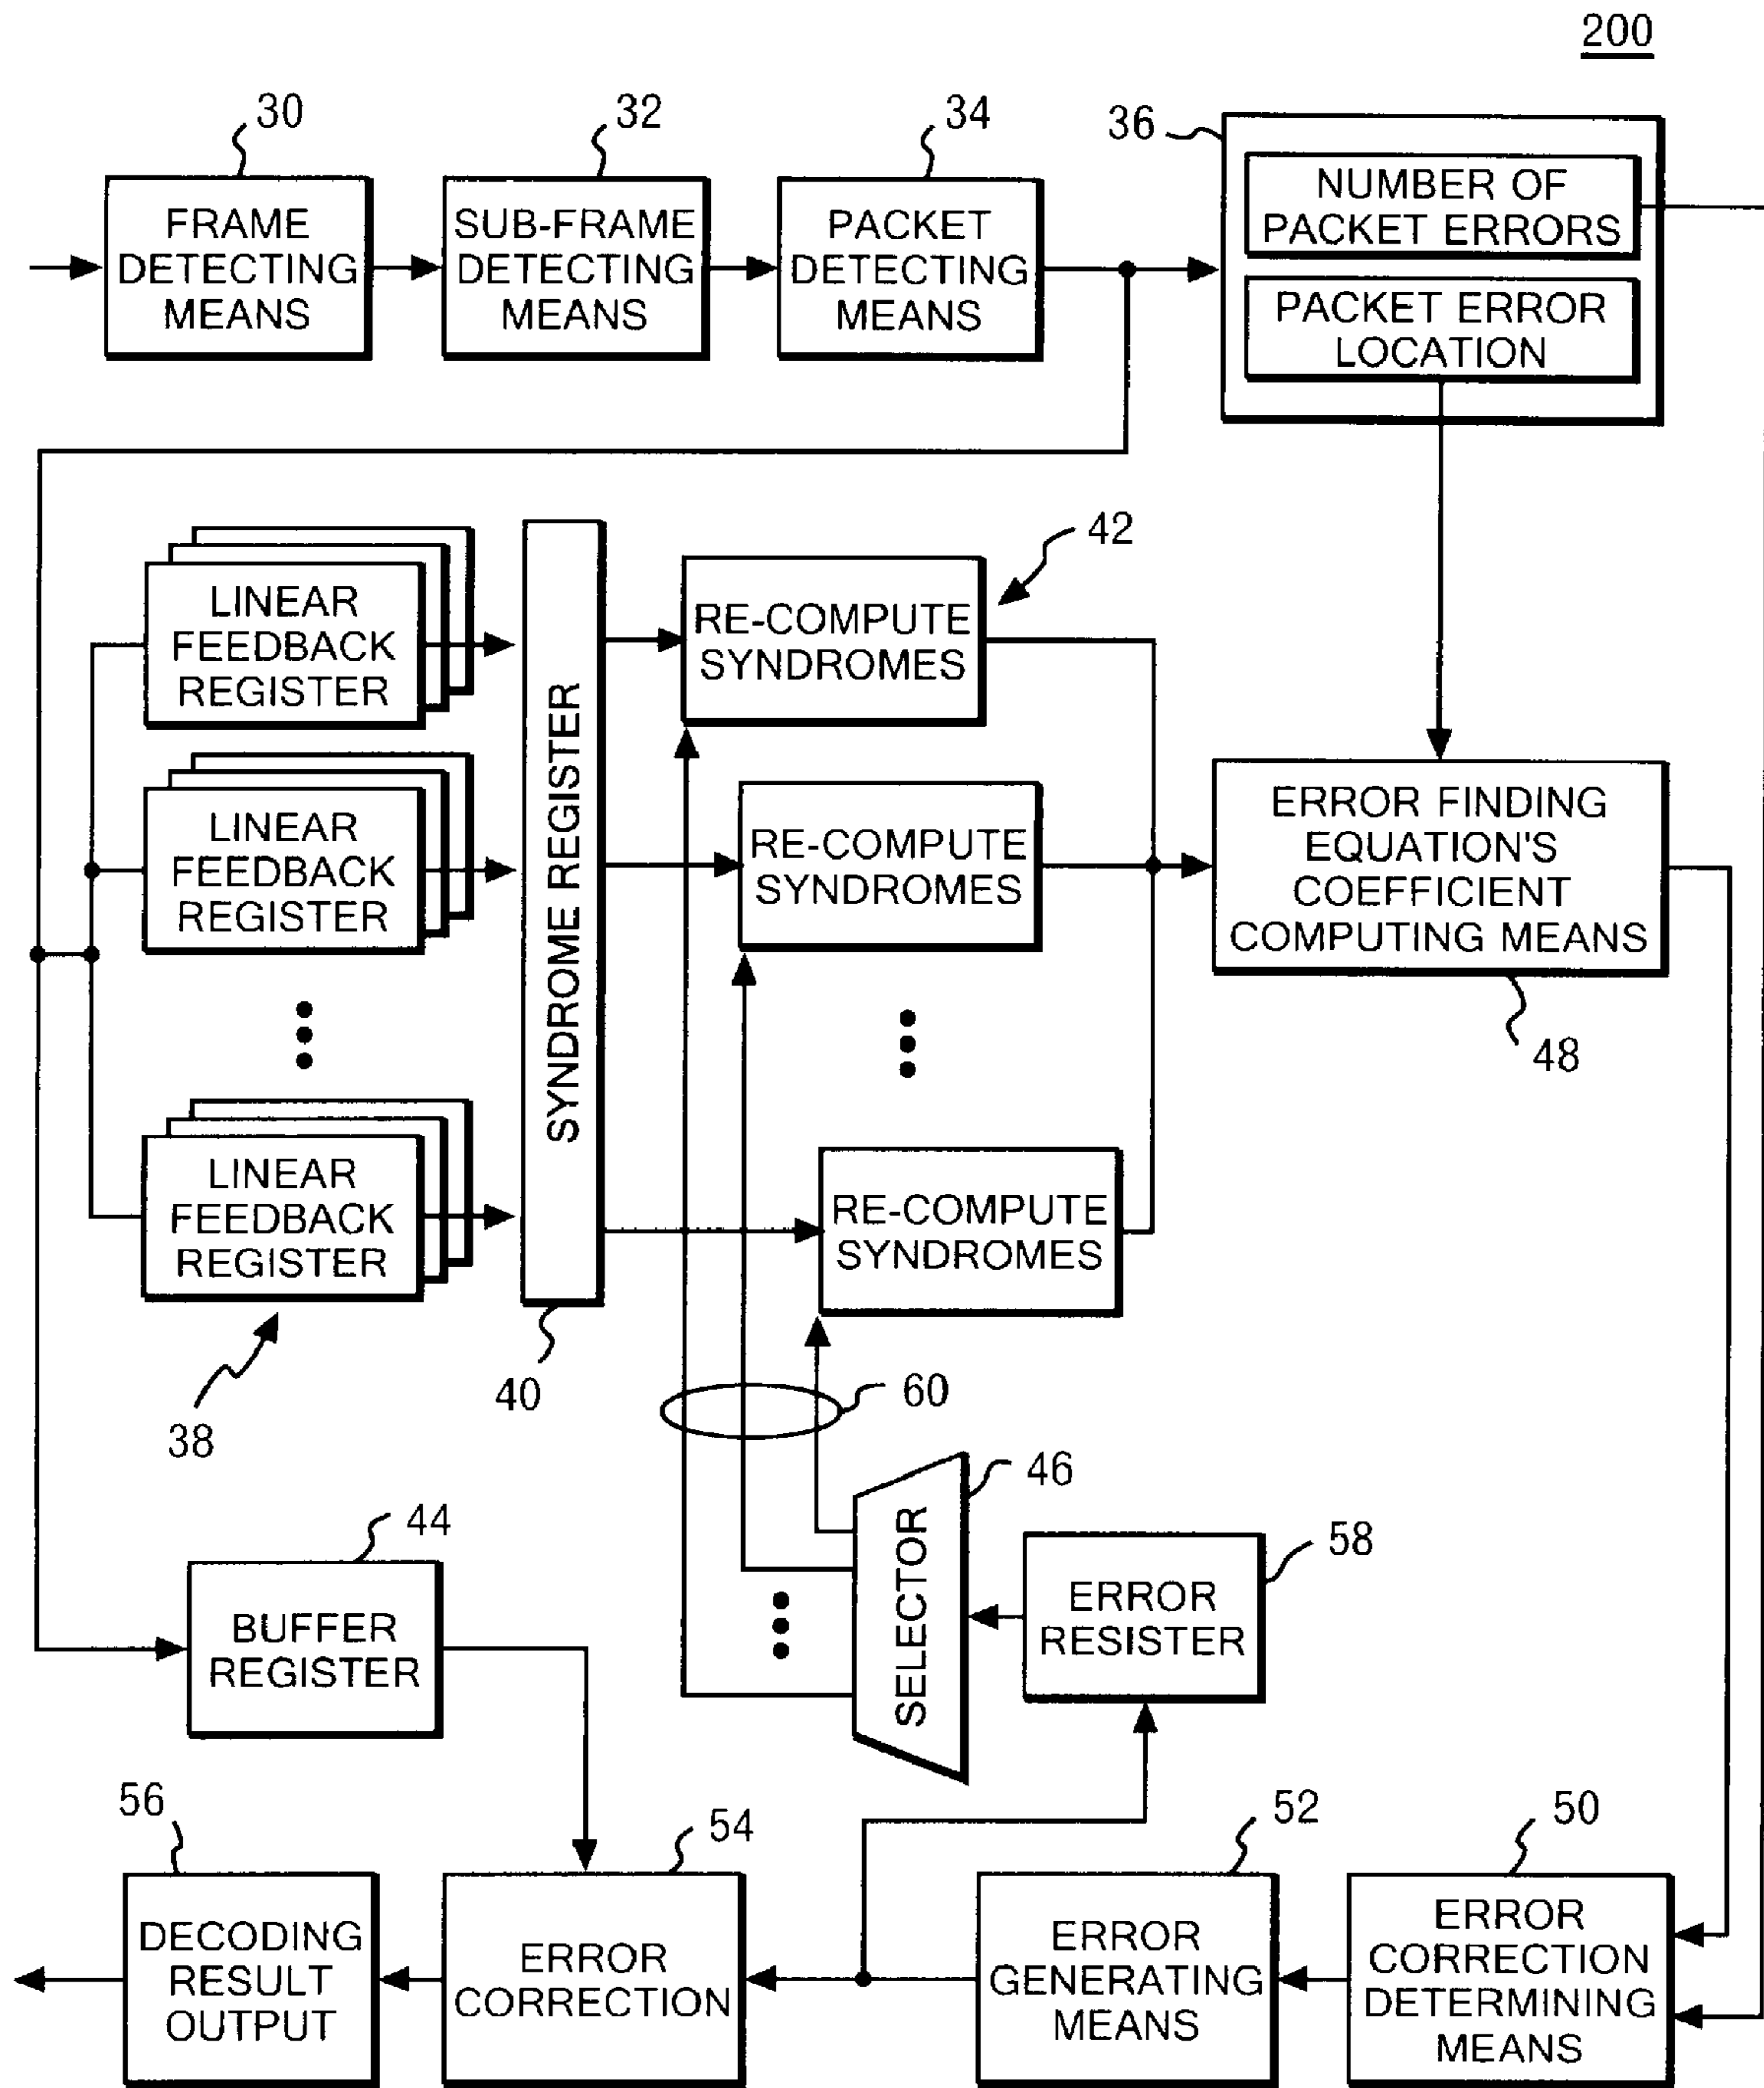 200
30
32
34
36
FRAME
DETECTING
MEANS
SUB-FRAME
DETECTING
MEANS
PACKET
DETECTING
MEANS
NUMBER OF
PACKET ERRORS
PACKET ERROR
LOCATION
42
LINEAR
FEEDBACK
REGISTER
LINEAR
FEEDBACK
REGISTER
LINEAR
FEEDBACK
REGISTER
38
SYNDROME REGISTER
40
RE-COMPUTE
SYNDROMES
RE-COMPUTE
SYNDROMES
RE-COMPUTE
SYNDROMES
ERROR FINDING
EQUATION'S
COEFFICIENT
COMPUTING MEANS
48
60
46
SELECTOR
58
ERROR
RESISTER
44
BUFFER
REGISTER
56
DECODING
RESULT
OUTPUT
54
ERROR
CORRECTION
52
ERROR
GENERATING
MEANS
50
ERROR
CORRECTION
DETERMINING
MEANS